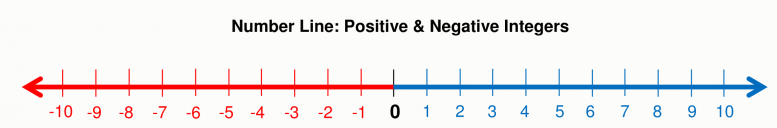 Number Line: Positive & Negative Integers
-10 -9 -8 -7 -6 -5 -4 -3 -2 -1 0 1 2 3 4 5 6 7 8 9 10